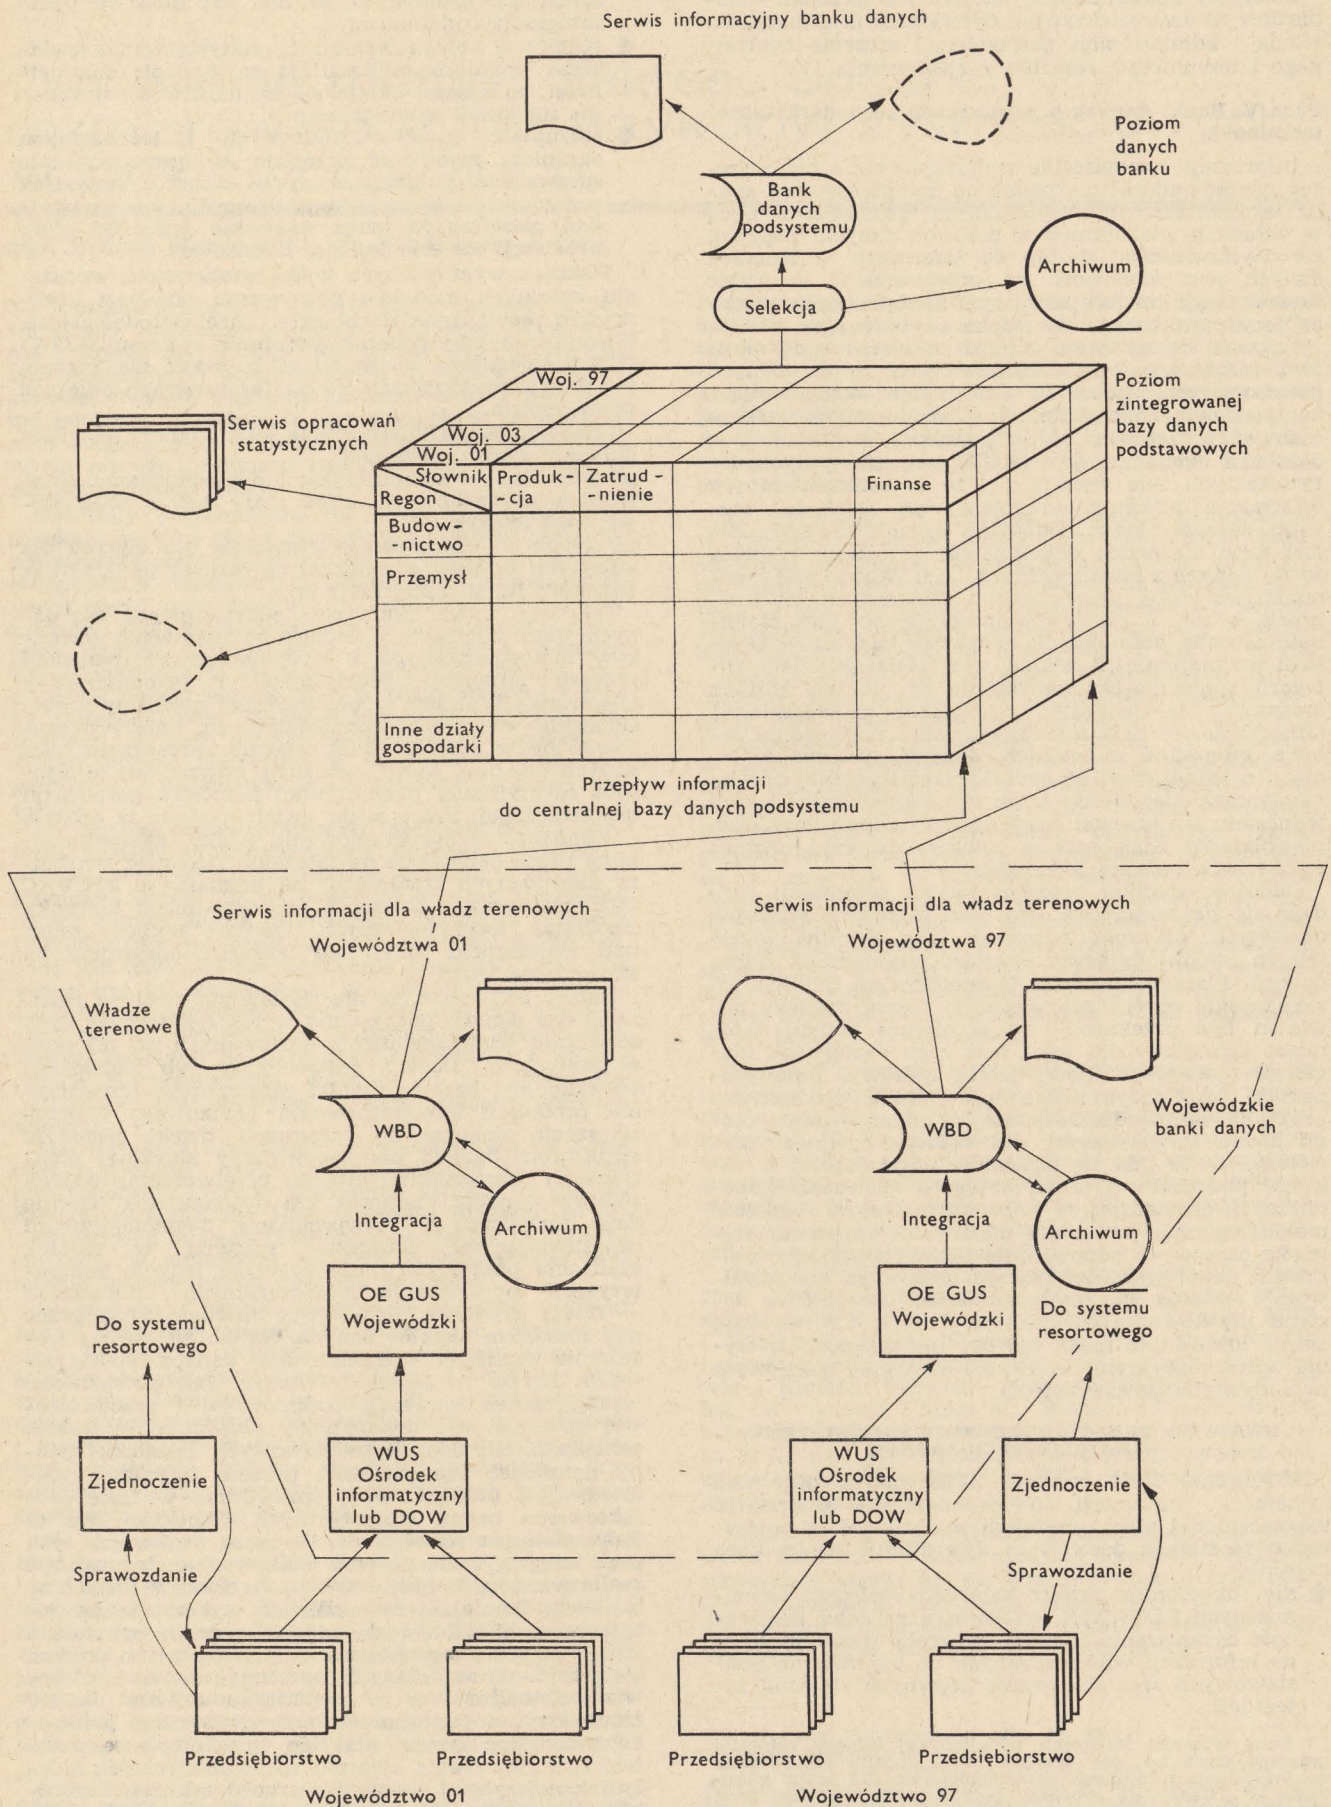 Serwis informacyjny banku danych
Poziom
danych
banku
Bank
danych
podsystemu
Archiwum
Selekcja
Woj. 97
Woj. 03
Woj. 01
Poziom
zintegrowanej
bazy danych
podstawowych
Serwis opracowań
statystycznych
Słownik
Regon
Produk-
-cja
Zatrud-
-nienie
Finanse
Budow-
-nictwo
Przemysł
Inne działy
gospodarki
Przepływ informacji
do centralnej bazy danych podsystemu
Serwis informacji dla władz terenowych
Województwa 01
Serwis informacji dla władz terenowych
Województwa 97
Władze
terenowe
WBD
Integracja
Archiwum
OE GUS
Wojewódzki
WBD
Wojewódzkie
banki danych
Integracja
Archiwum
OE GUS
Wojewódzki
Do systemu
resortowego
Do systemu
resortowego
Zjednoczenie
WUS
Ośrodek
informatyczny
lub DOW
WUS
Ośrodek
informatyczny
lub DOW
Zjednoczenie
Sprawozdanie
Sprawozdanie
Przedsiębiorstwo
Przedsiębiorstwo
Przedsiębiorstwo
Przedsiębiorstwo
Województwo 01
Województwo 97